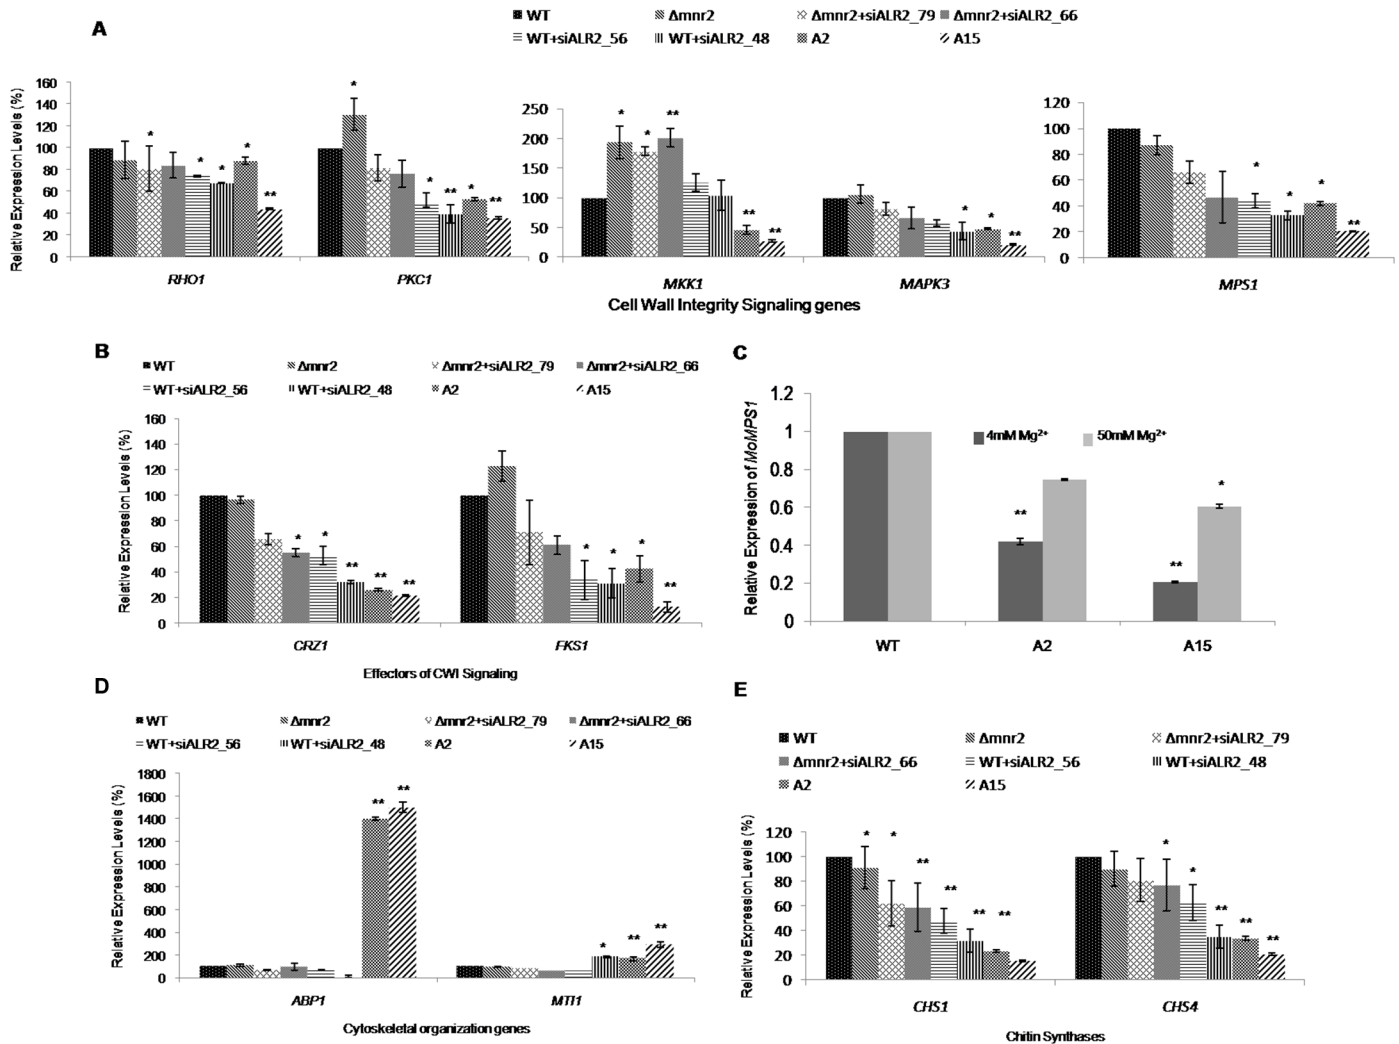 A
WT Δmnr2 Δmnr2+siALR2_79 Δmnr2+siALR2_66
WT+siALR2_56 WT+siALR2_48 A2 A15
Relative Expression Levels (%)
160
140
120
100
80
60
40
20
0
* * * * * **
* * ** * **
RHO1 PKC1
250
200
150
100
50
0
* * ** ** **
* * **
MKK1 MAPK3
120
100
80
60
40
20
0
* * * **
MPS1
Cell Wall Integrity Signaling genes
B
WT Δmnr2 Δmnr2+siALR2_79 Δmnr2+siALR2_66
WT+siALR2_56 WT+siALR2_48 A2 A15
Relative Expression Levels (%)
160
140
120
100
80
60
40
20
0
* * ** ** **
* * * **
CRZ1 FKS1
Effectors of CWI Signaling
C
Relative Expression of MoMPS1
1.2
1
0.8
0.6
0.4
0.2
0
4mM Mg²⁺ 50mM Mg²⁺
** ** *
WT A2 A15
D
WT Δmnr2 Δmnr2+siALR2_79 Δmnr2+siALR2_66
WT+siALR2_56 WT+siALR2_48 A2 A15
Relative Expression Levels (%)
1800
1600
1400
1200
1000
800
600
400
200
0
** **
* ** **
ABP1 MTI1
Cytoskeletal organization genes
E
WT Δmnr2 Δmnr2+siALR2_79
Δmnr2+siALR2_66 WT+siALR2_56 WT+siALR2_48
A2 A15
Relative Expression Levels (%)
120
100
80
60
40
20
0
* * ** ** ** **
* * ** ** **
CHS1 CHS4
Chitin Synthases